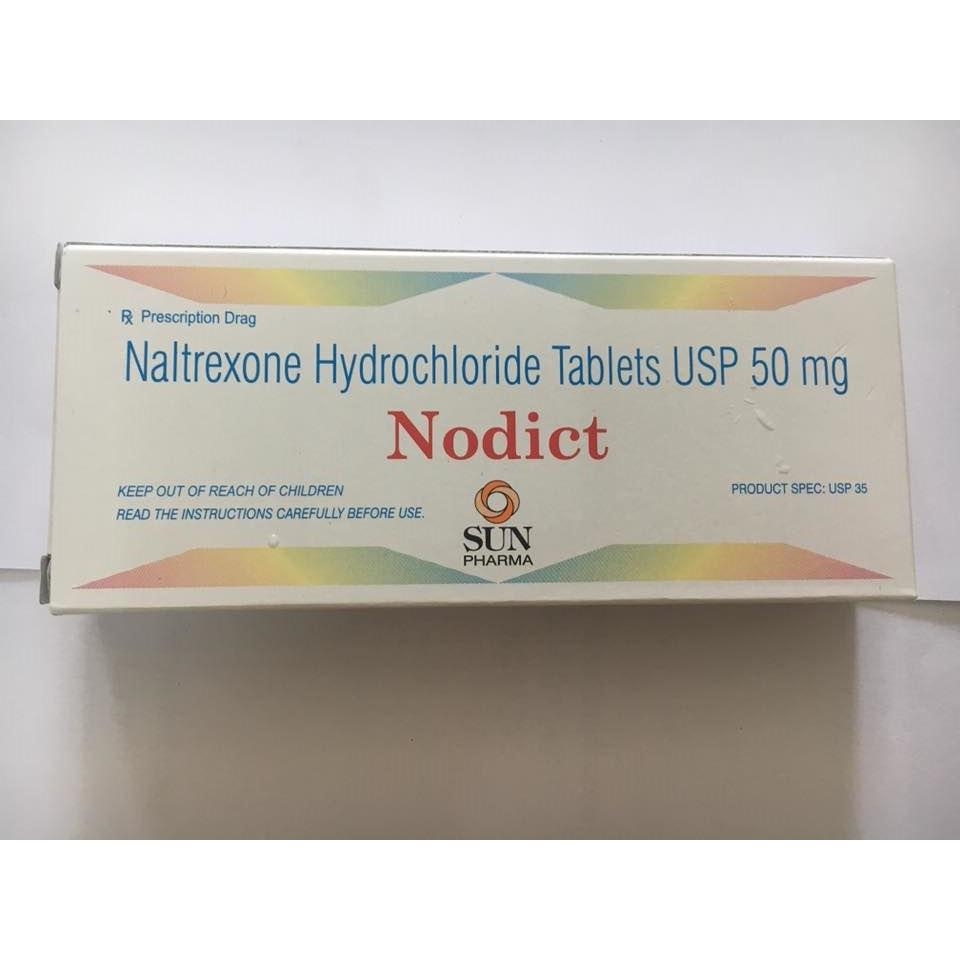 Rx Prescription Drag
Naltrexone Hydrochloride Tablets USP 50 mg
Nodict
KEEP OUT OF REACH OF CHILDREN
READ THE INSTRUCTIONS CAREFULLY BEFORE USE.
PRODUCT SPEC: USP 35
SUN
PHARMA